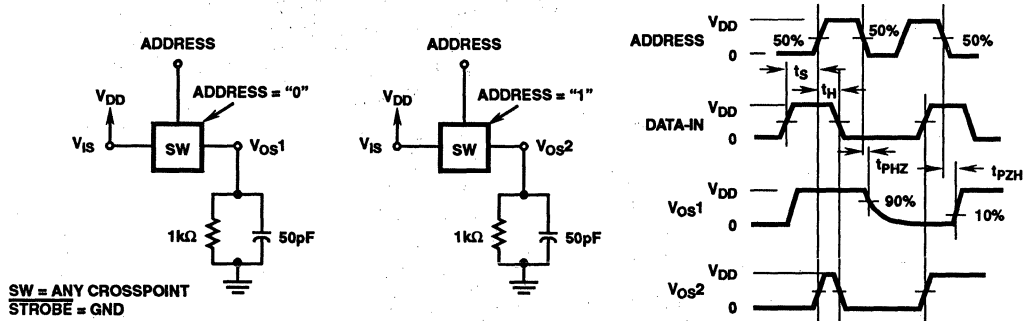 ADDRESS
ADDRESS = "0"
VDD
VIS
SW
VOS1
1kΩ
50pF
SW = ANY CROSSPOINT
STROBE = GND
ADDRESS
ADDRESS = "1"
VDD
VIS
SW
VOS2
1kΩ
50pF
VDD
ADDRESS
50%
50%
50%
0
tS
tH
VDD
DATA-IN
0
tPHZ
tPZH
VDD
VOS1
90%
10%
0
VDD
VOS2
0